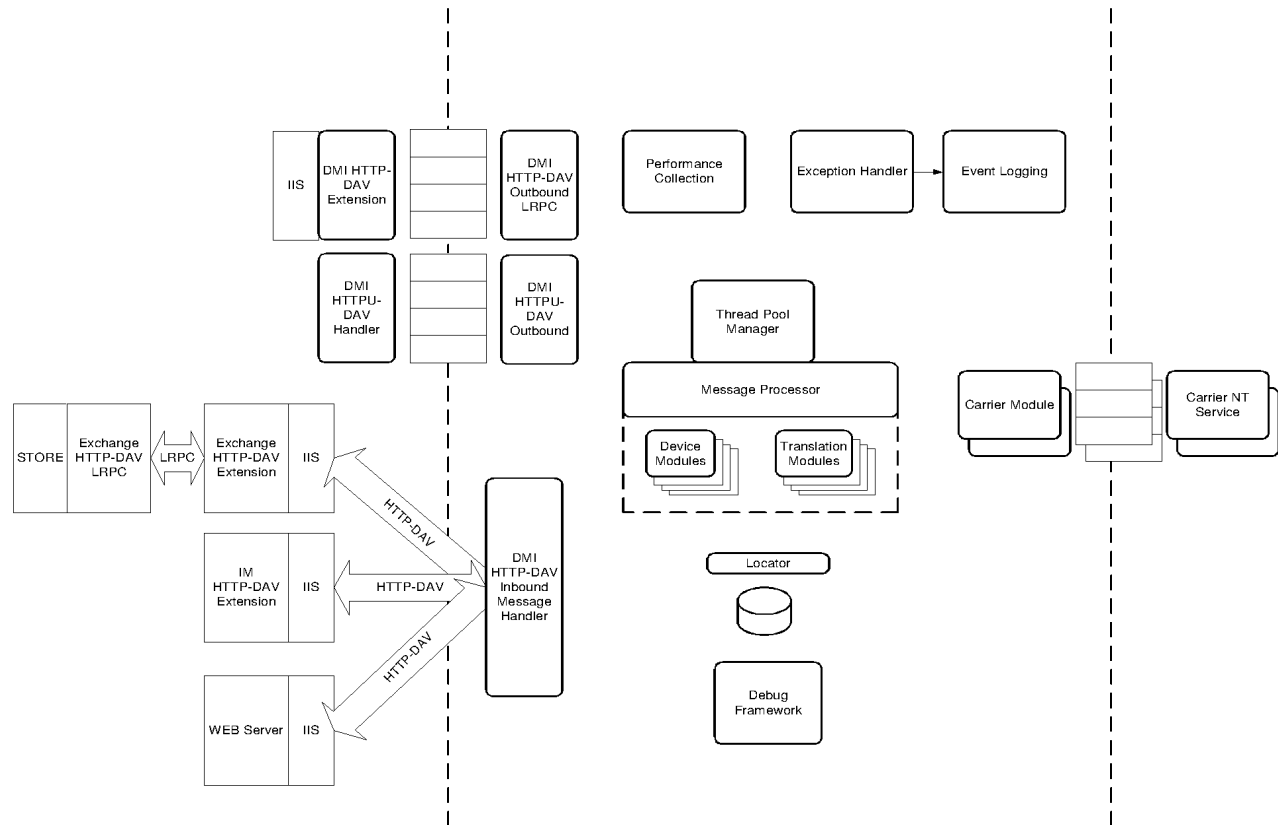 IIS
DMI HTTP-
DAV
Extension
DMI
HTTP-DAV
Outbound
LRPC
Performance
Collection
Exception Handler
Event Logging
DMI
HTTPU-
DAV
Handler
DMI
HTTPU-
DAV
Outbound
Thread Pool
Manager
Message Processor
Device
Modules
Translation
Modules
Carrier Module
Carrier NT
Service
STORE
Exchange
HTTP-DAV
LRPC
LRPC
Exchange
HTTP-DAV
Extension
IIS
HTTP-DAV
IM
HTTP-DAV
Extension
IIS
HTTP-DAV
DMI
HTTP-DAV
Inbound
Message
Handler
Locator
HTTP-DAV
WEB Server
IIS
Debug
Framework